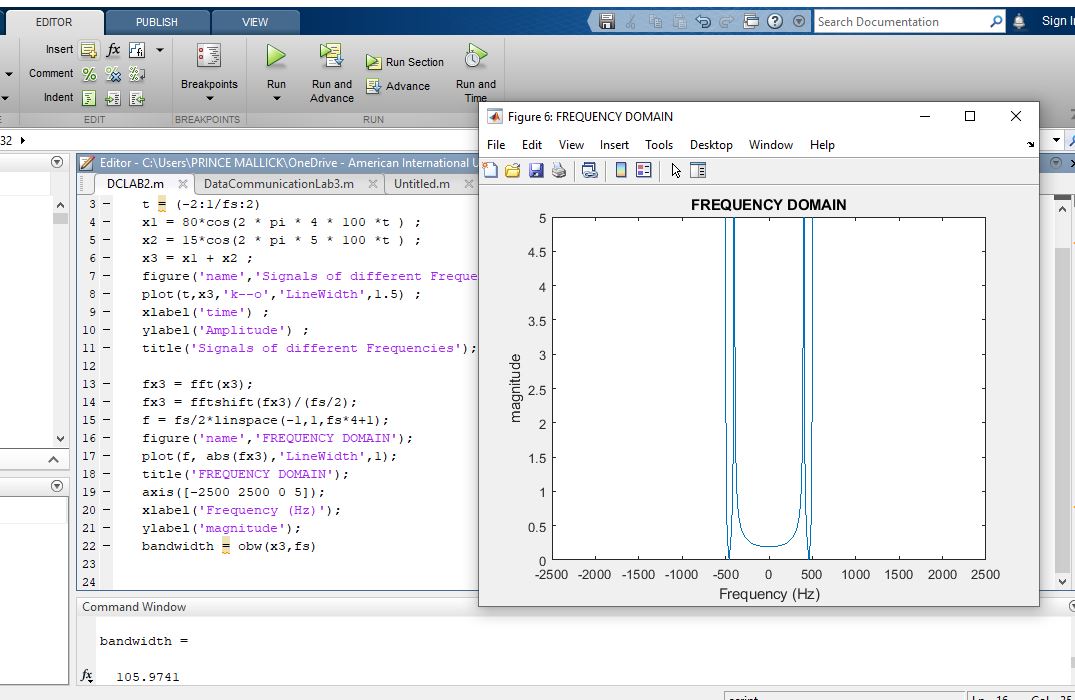 EDITOR PUBLISH VIEW Search Documentation Sign In
Insert fx
Comment
Indent
EDIT
Breakpoints
BREAKPOINTS
Run
Run and Advance
Run Section
Advance
Run and Time
RUN
32
Editor - C:\Users\PRINCE MALLICK\OneDrive - American International U
DCLAB2.m DataCommunicationLab3.m Untitled.m
3 - t = (-2:1/fs:2)
4 - x1 = 80*cos(2 * pi * 4 * 100 *t ) ;
5 - x2 = 15*cos(2 * pi * 5 * 100 *t ) ;
6 - x3 = x1 + x2 ;
7 - figure('name','Signals of different Freque
8 - plot(t,x3,'k--o','LineWidth',1.5) ;
9 - xlabel('time') ;
10 - ylabel('Amplitude') ;
11 - title('Signals of different Frequencies');
12
13 - fx3 = fft(x3);
14 - fx3 = fftshift(fx3)/(fs/2);
15 - f = fs/2*linspace(-1,1,fs*4+1);
16 - figure('name','FREQUENCY DOMAIN');
17 - plot(f, abs(fx3),'LineWidth',1);
18 - title('FREQUENCY DOMAIN');
19 - axis([-2500 2500 0 5]);
20 - xlabel('Frequency (Hz)');
21 - ylabel('magnitude');
22 - bandwidth = obw(x3,fs)
23
24
Command Window
bandwidth =
105.9741
fx
Figure 6: FREQUENCY DOMAIN
File Edit View Insert Tools Desktop Window Help
FREQUENCY DOMAIN
magnitude
5
4.5
4
3.5
3
2.5
2
1.5
1
0.5
0
-2500 -2000 -1500 -1000 -500 0 500 1000 1500 2000 2500
Frequency (Hz)